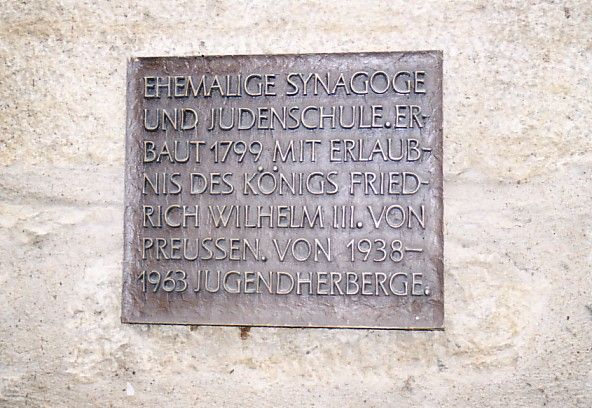 EHEMALIGE SYNAGOGE
UND JUDENSCHULE. ER-
BAUT 1799 MIT ERLAUB-
NIS DES KÖNIGS FRIED-
RICH WILHELM III. VON
PREUSSEN. VON 1938-
1963 JUGENDHERBERGE.